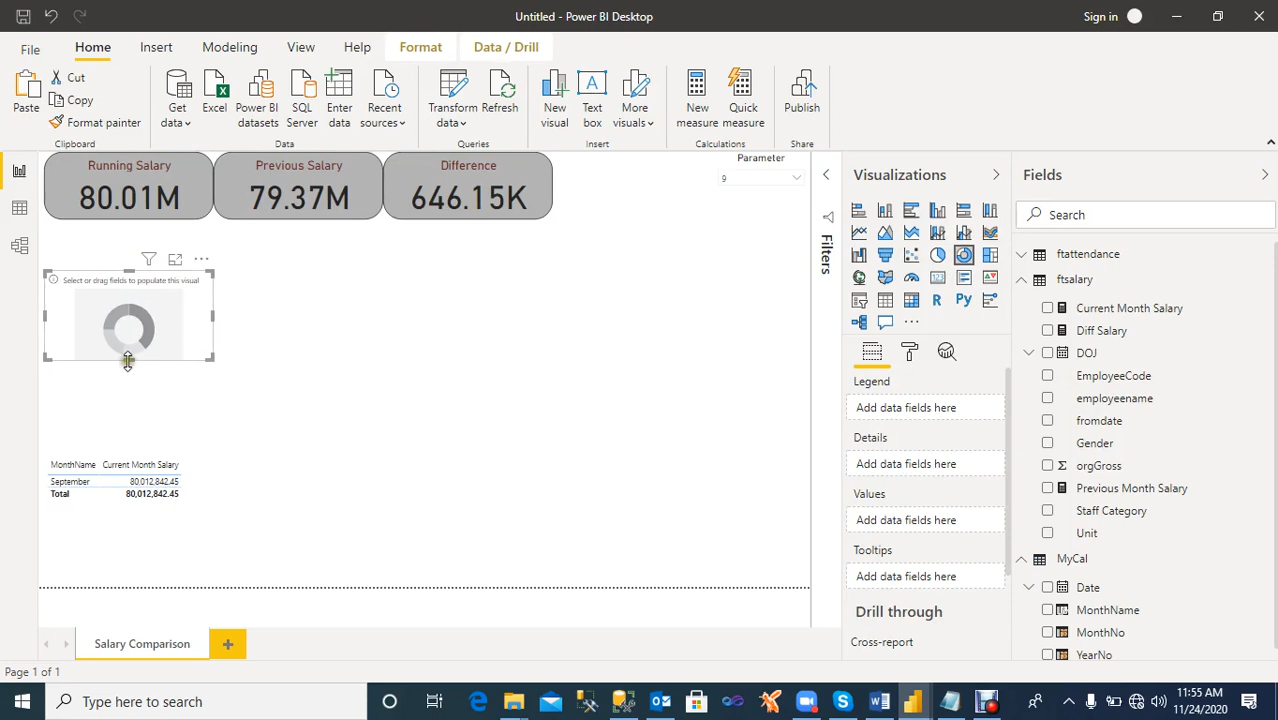 Untitled - Power BI Desktop
Sign in
File
Home
Insert
Modeling
View
Help
Format
Data / Drill
Paste
Cut
Copy
Format painter
Clipboard
Get data
Excel
Power BI datasets
SQL Server
Enter data
Recent sources
Data
Transform data
Refresh
Queries
New visual
Text box
More visuals
Insert
New measure
Quick measure
Calculations
Publish
Share
Running Salary
80.01M
Previous Salary
79.37M
Difference
646.15K
Parameter
9
Select or drag fields to populate this visual
MonthName Current Month Salary
September 80,012,842.45
Total 80,012,842.45
Filters
Visualizations
Legend
Add data fields here
Details
Add data fields here
Values
Add data fields here
Tooltips
Add data fields here
Drill through
Cross-report
Fields
Search
ftattendance
ftsalary
Current Month Salary
Diff Salary
DOJ
EmployeeCode
employeename
fromdate
Gender
orgGross
Previous Month Salary
Staff Category
Unit
MyCal
Date
MonthName
MonthNo
YearNo
Salary Comparison
Page 1 of 1
Type here to search
11:55 AM
11/24/2020